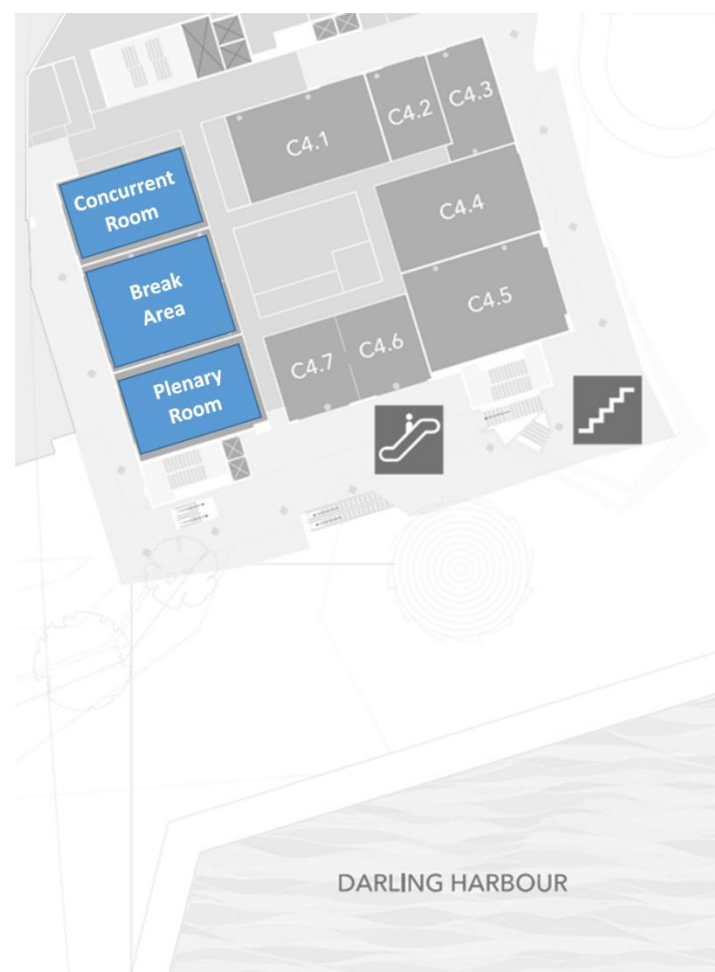 C4.1
C4.2
C4.3
Concurrent
Room
C4.4
Break
Area
C4.5
C4.7
C4.6
Plenary
Room
DARLING HARBOUR